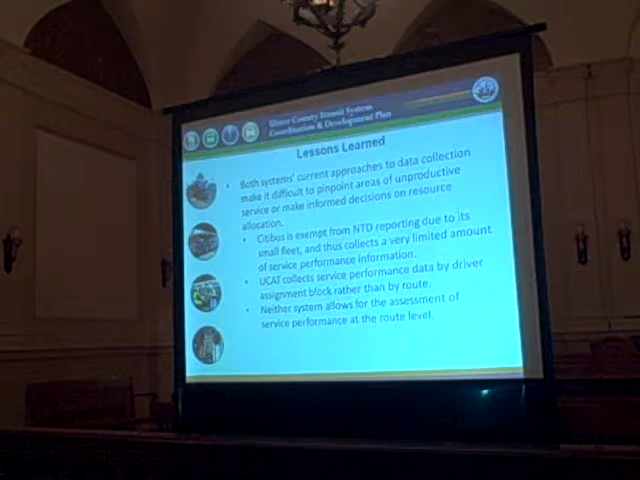 Ulster County Transit System
Coordination & Development Plan
Lessons Learned
• Both systems' current approaches to data collection
make it difficult to pinpoint areas of unproductive
service or make informed decisions on resource
allocation.
• Citibus is exempt from NTD reporting due to its
small fleet, and thus collects a very limited amount
of service performance information.
• UCAT collects service performance data by driver
assignment block rather than by route.
• Neither system allows for the assessment of
service performance at the route level.